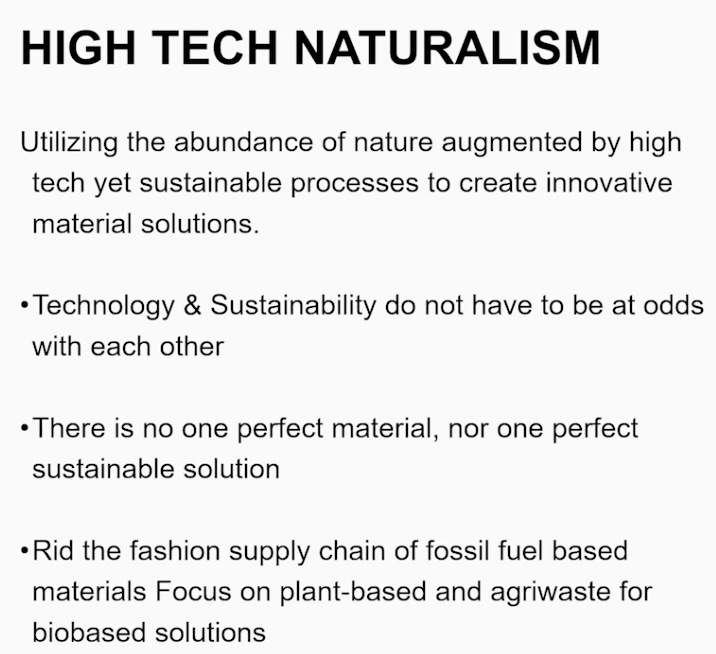 HIGH TECH NATURALISM
Utilizing the abundance of nature augmented by high
tech yet sustainable processes to create innovative
material solutions.
•Technology & Sustainability do not have to be at odds
with each other
•There is no one perfect material, nor one perfect
sustainable solution
•Rid the fashion supply chain of fossil fuel based
materials Focus on plant-based and agriwaste for
biobased solutions